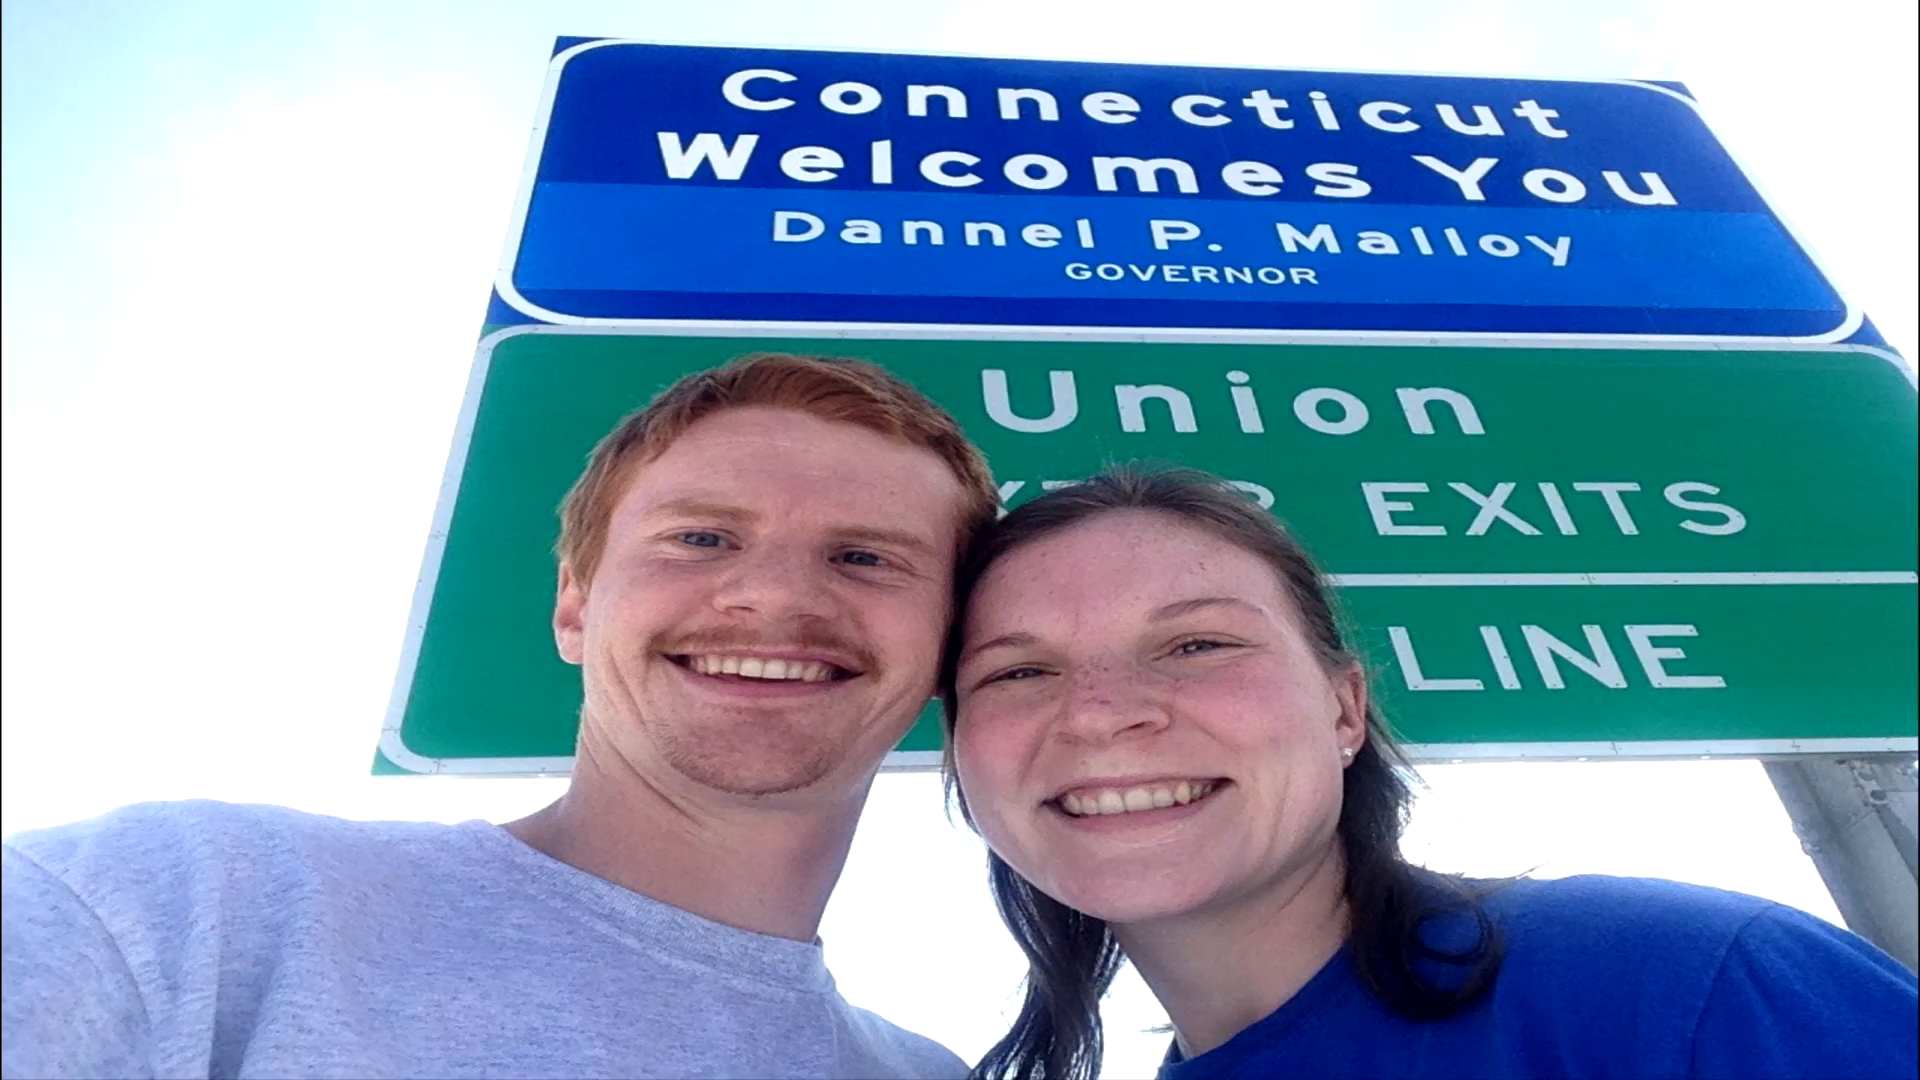 Connecticut
Welcomes You
Dannel P. Malloy
GOVERNOR
Union
EXITS
LINE